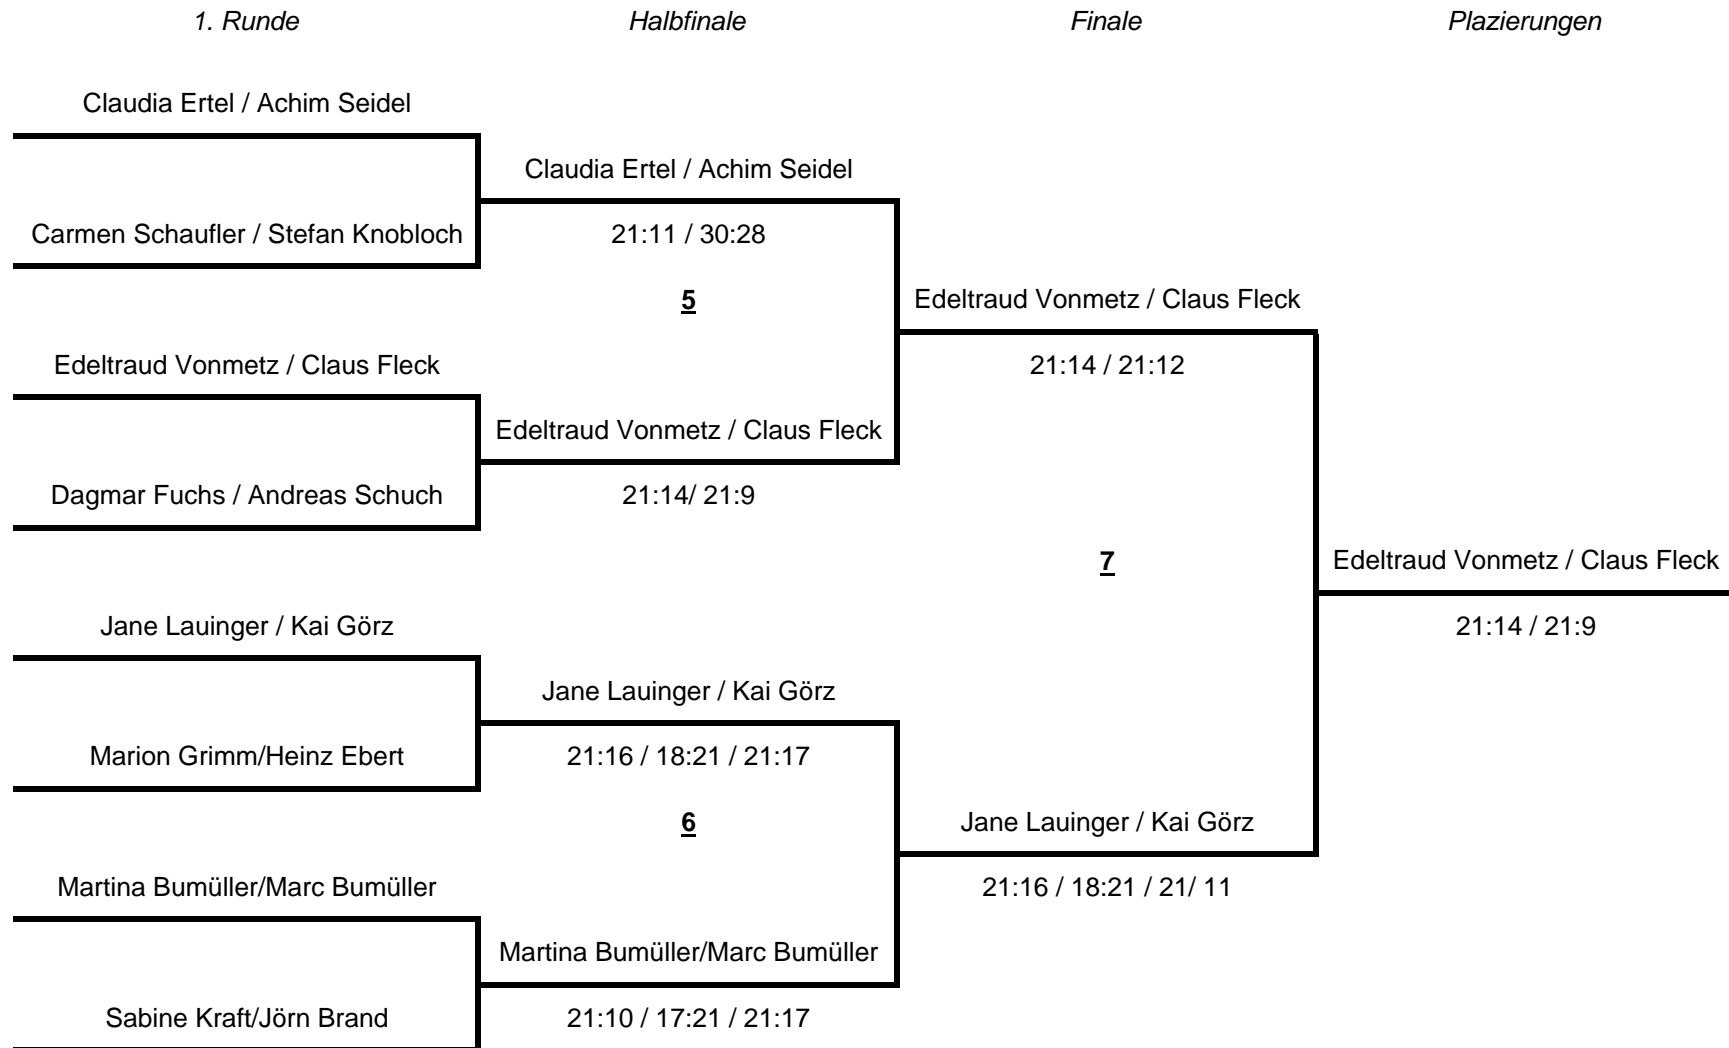 1. Runde Halbfinale Finale Plazierungen
Claudia Ertel / Achim Seidel
Claudia Ertel / Achim Seidel
Carmen Schaufler / Stefan Knobloch 21:11 / 30:28
5 Edeltraud Vonmetz / Claus Fleck
Edeltraud Vonmetz / Claus Fleck 21:14 / 21:12
Edeltraud Vonmetz / Claus Fleck
Dagmar Fuchs / Andreas Schuch 21:14/ 21:9
7 Edeltraud Vonmetz / Claus Fleck
Jane Lauinger / Kai Görz 21:14 / 21:9
Jane Lauinger / Kai Görz
Marion Grimm/Heinz Ebert 21:16 / 18:21 / 21:17
6 Jane Lauinger / Kai Görz
Martina Bumüller/Marc Bumüller 21:16 / 18:21 / 21/ 11
Martina Bumüller/Marc Bumüller
Sabine Kraft/Jörn Brand 21:10 / 17:21 / 21:17